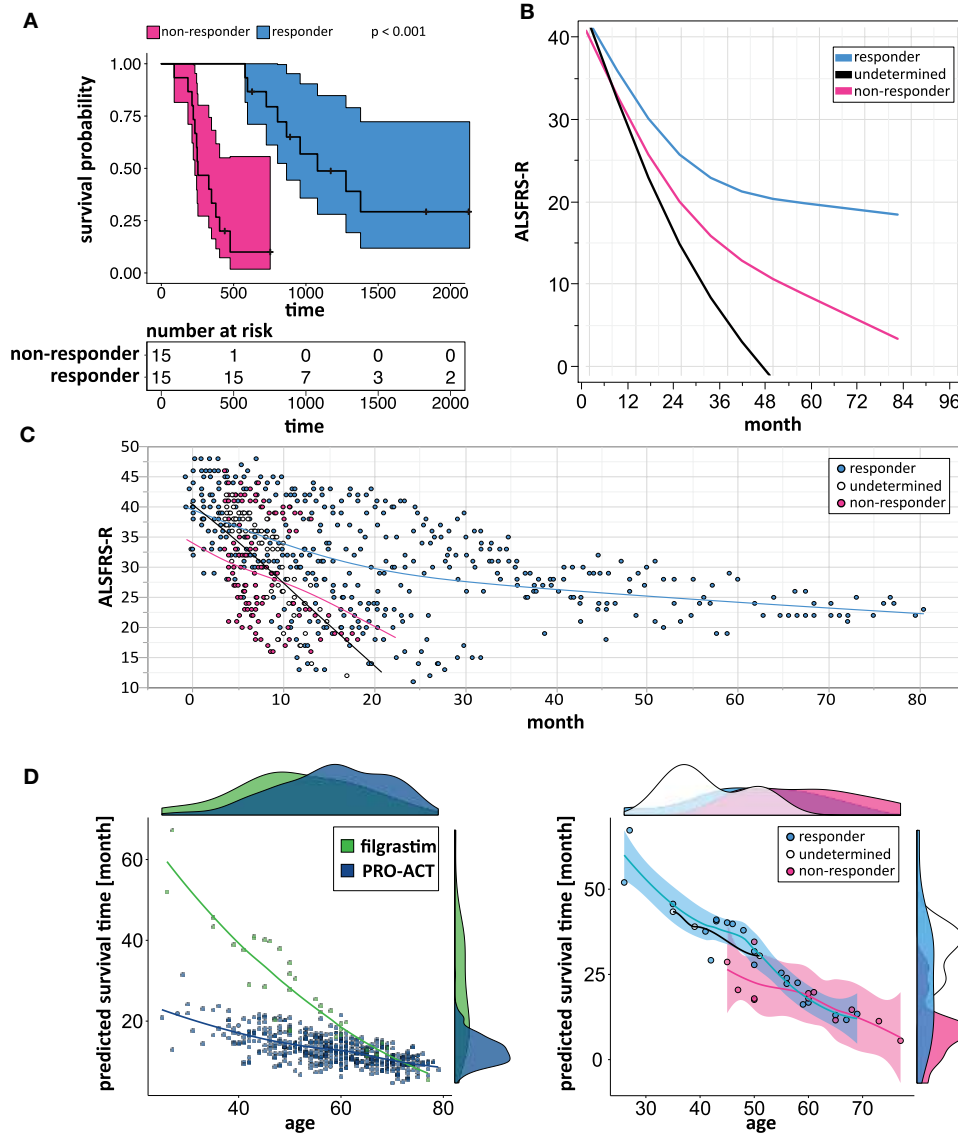 A
non-responder responder p < 0.001
survival probability
1.00
0.75
0.50
0.25
0.00
0 500 1000 1500 2000
time
number at risk
non-responder 15 1 0 0 0
responder 15 15 7 3 2
0 500 1000 1500 2000
time
B
responder
undetermined
non-responder
ALSFRS-R
40
30
20
10
0
0 12 24 36 48 60 72 84 96
month
C
responder
undetermined
non-responder
ALSFRS-R
50
45
40
35
30
25
20
15
10
0 10 20 30 40 50 60 70 80
month
D
filgrastim
PRO-ACT
predicted survival time [month]
60
40
20
40 60 80
age
responder
undetermined
non-responder
predicted survival time [month]
50
25
0
30 40 50 60 70
age